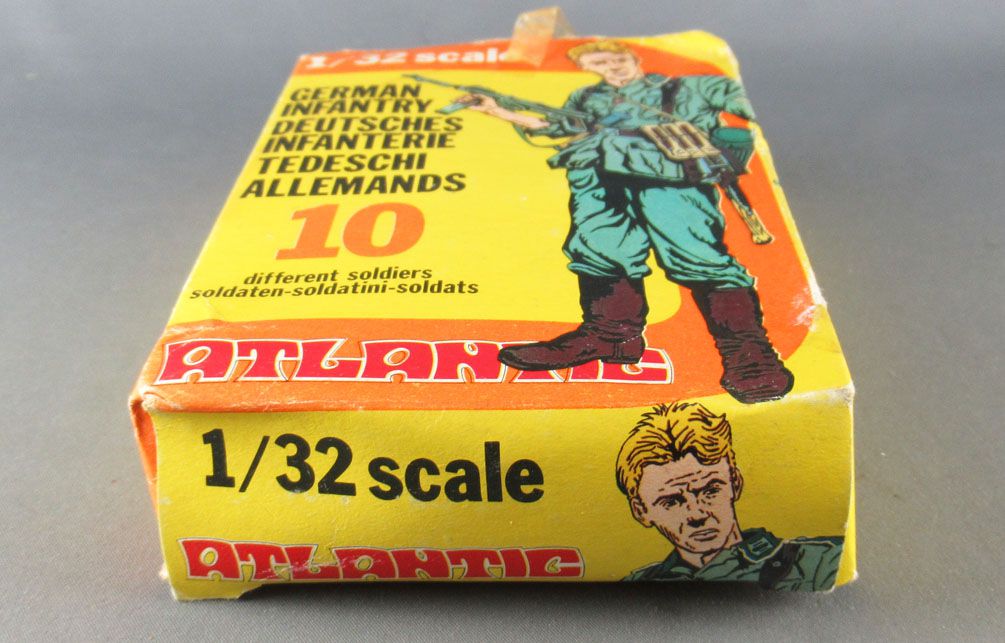 1/32 scale
GERMAN
INFANTRY
DEUTSCHES
INFANTERIE
TEDESCHI
ALLEMANDS
10
different soldiers
soldaten-soldatini-soldats
ATLANTIC
1/32 scale
ATLANTIC